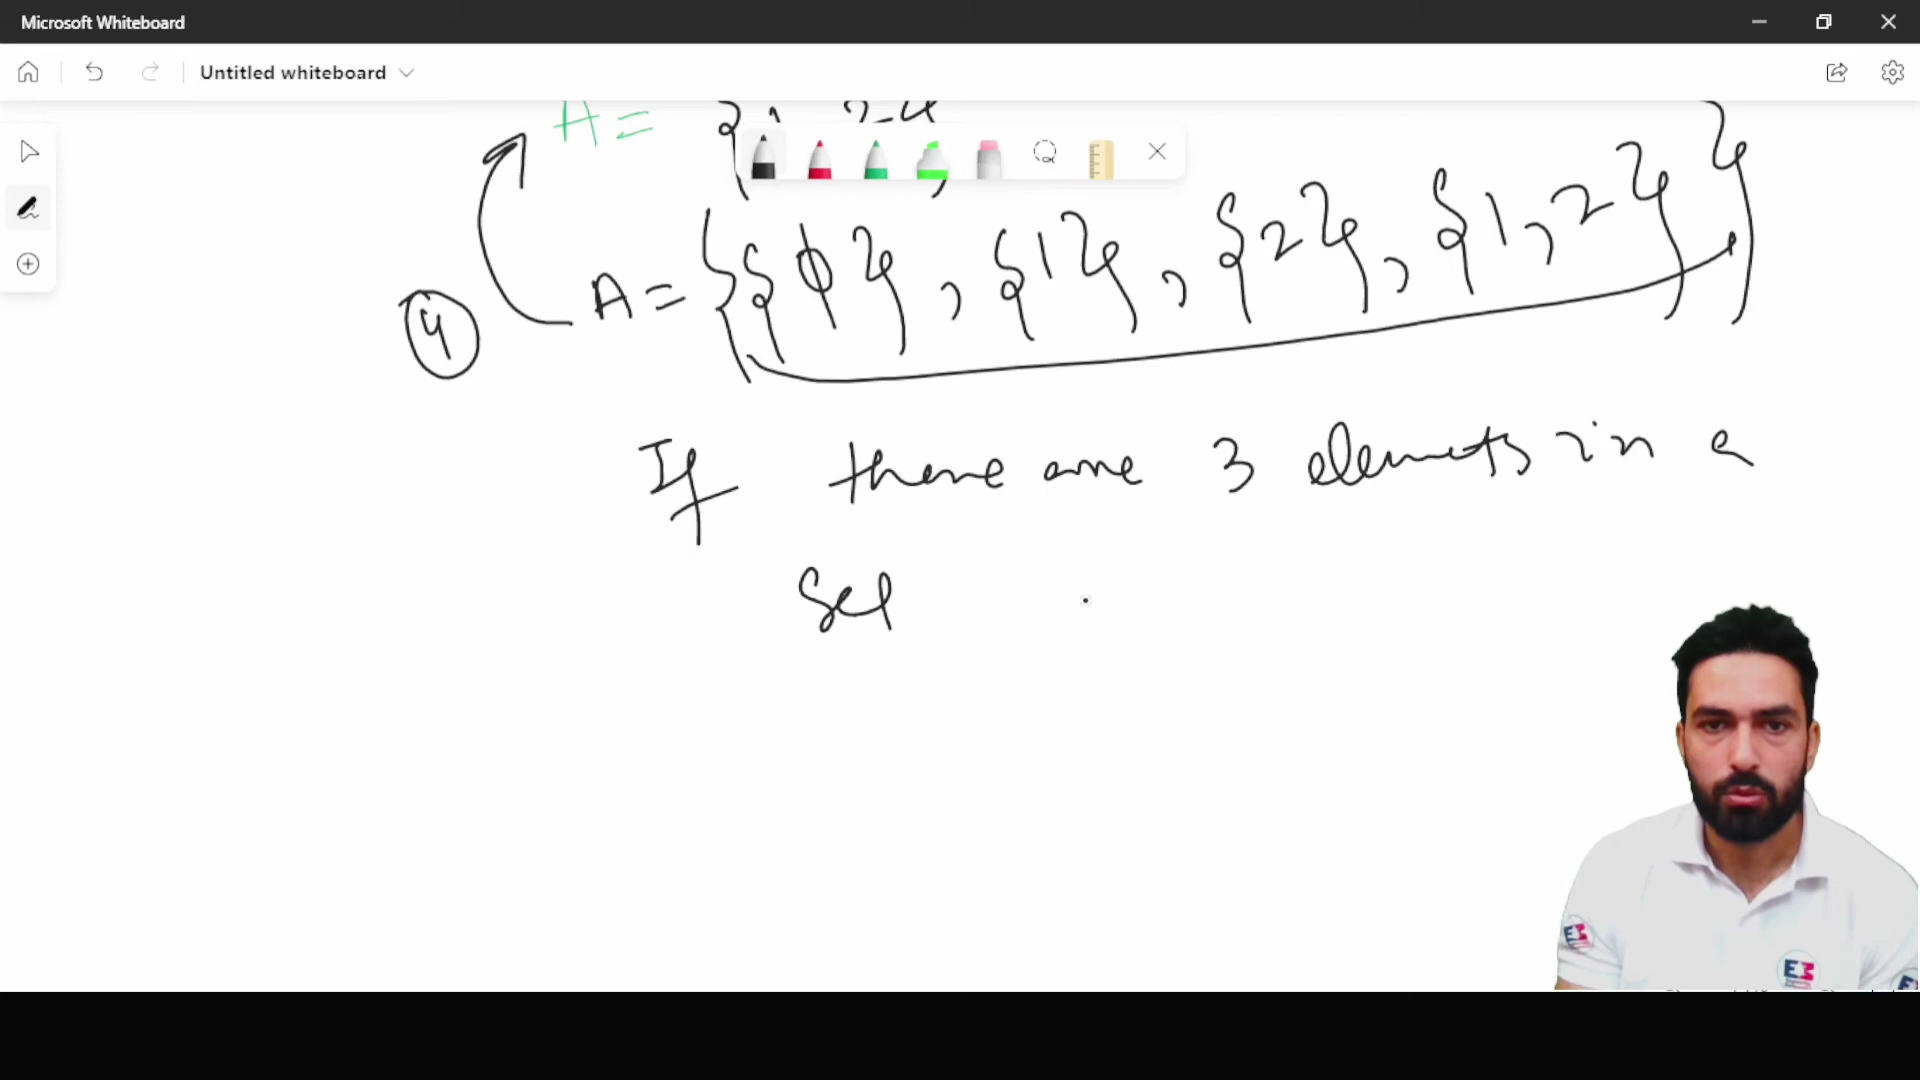 Microsoft Whiteboard
Untitled whiteboard
A =
④ A = {{φ}, {1}, {2}, {1, 2}}
If there are 3 elements in a
Set